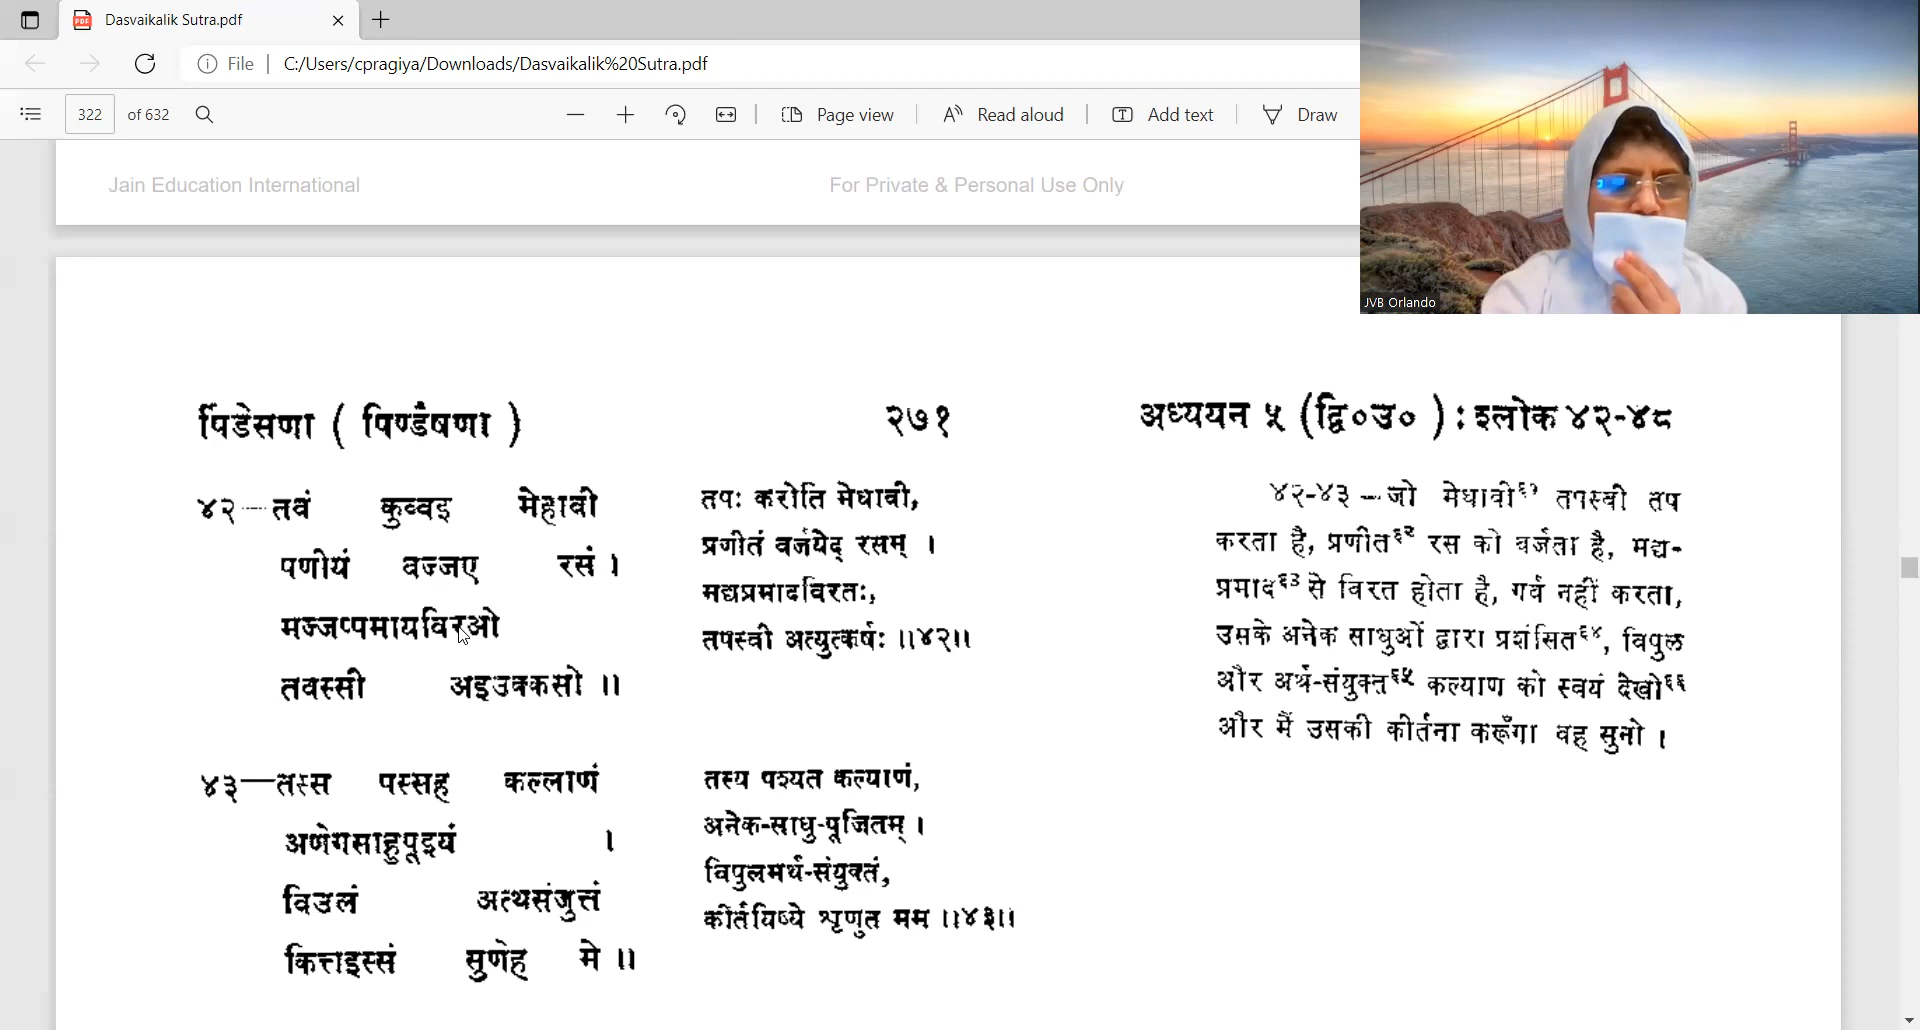 Dasvaikalik Sutra.pdf
File
C:/Users/cpragiya/Downloads/Dasvaikalik%20Sutra.pdf
322 of 632
Page view
Read aloud
Add text
Draw
JVB Orlando
Jain Education International
For Private & Personal Use Only
पिंडेसणा ( पिण्डैषणा )
२७१
अध्ययन ५ (द्वि०उ० ) : श्लोक ४२-४८
४२—तवं कुव्वइ मेहावी
पणीयं वज्जए रसं ।
मज्जप्पमायविरओ
तवस्सी अइउक्कसो ॥
४३—तस्स पस्सह कल्लाणं
अणेगसाहुपूइयं ।
विउलं अत्थसंजुत्तं
कित्तइस्सं सुणेह मे ॥
तपः करोति मेधावी,
प्रणीतं वर्जयेद् रसम् ।
मद्यप्रमादविरतः,
तपस्वी अत्युत्कर्षः ॥४२॥
तस्य पश्यत कल्याणं,
अनेक-साधु-पूजितम् ।
विपुलमर्थ-संयुक्तं,
कीर्तयिष्ये शृणुत मम ॥४३॥
४२-४३—जो मेधावी६१ तपस्वी तप
करता है, प्रणीत६२ रस को वर्जता है, मद्य-
प्रमाद६३ से विरत होता है, गर्व नहीं करता,
उसके अनेक साधुओं द्वारा प्रशंसित६४, विपुल
और अर्थ-संयुक्त६५ कल्याण को स्वयं देखो६६
और मैं उसकी कीर्तना करूँगा वह सुनो ।